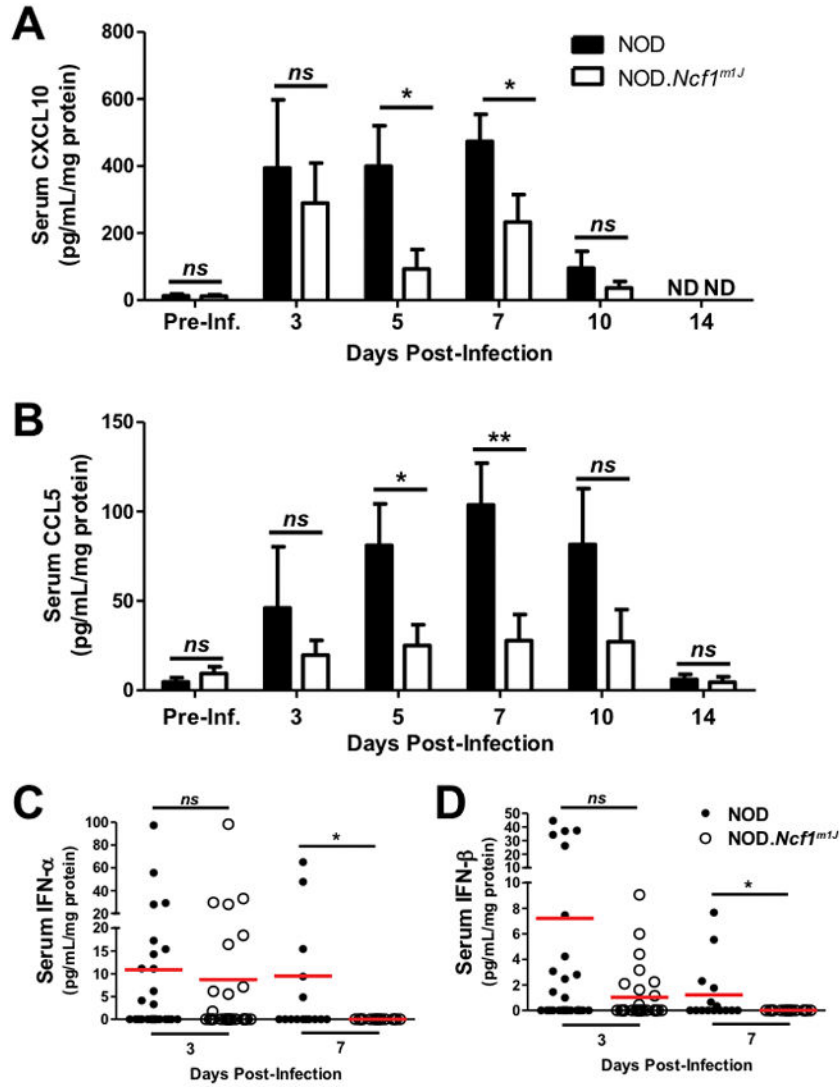 A
Serum CXCL10
(pg/mL/mg protein)
800
600
400
200
0
NOD
NOD.Ncf1m1J
ns
ns
*
*
ns
ND ND
Pre-Inf. 3 5 7 10 14
Days Post-Infection
B
Serum CCL5
(pg/mL/mg protein)
150
100
50
0
ns
ns
*
**
ns
ns
Pre-Inf. 3 5 7 10 14
Days Post-Infection
C
Serum IFN-α
(pg/mL/mg protein)
100
80
60
40
20
20
15
10
5
0
ns
*
3 7
Days Post-Infection
D
Serum IFN-β
(pg/mL/mg protein)
50
40
30
20
10
10
8
6
4
2
0
ns
*
NOD
NOD.Ncf1m1J
3 7
Days Post-Infection